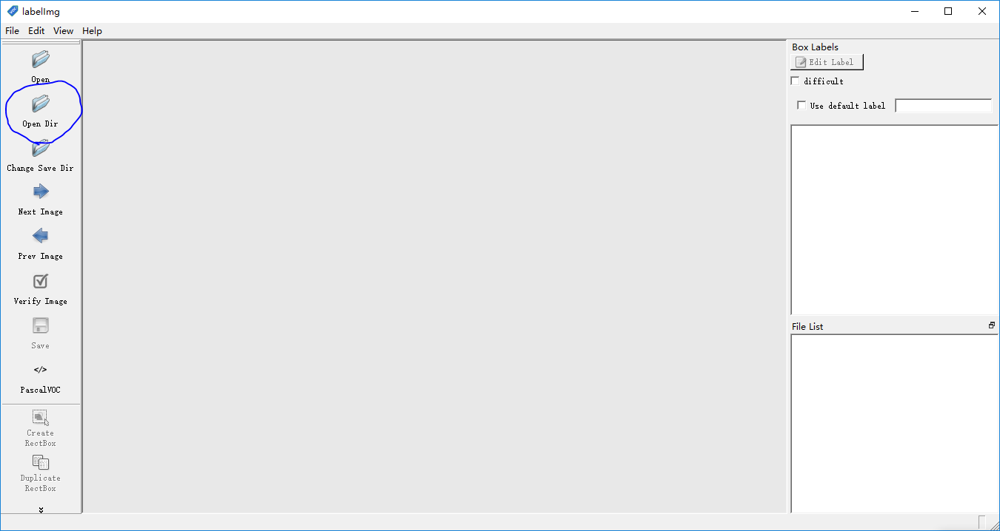 labelImg
File Edit View Help
Open
Open Dir
Change Save Dir
Next Image
Prev Image
Verify Image
Save
</>
PascalVOC
Create
RectBox
Duplicate
RectBox
Box Labels
Edit Label
difficult
Use default label
File List